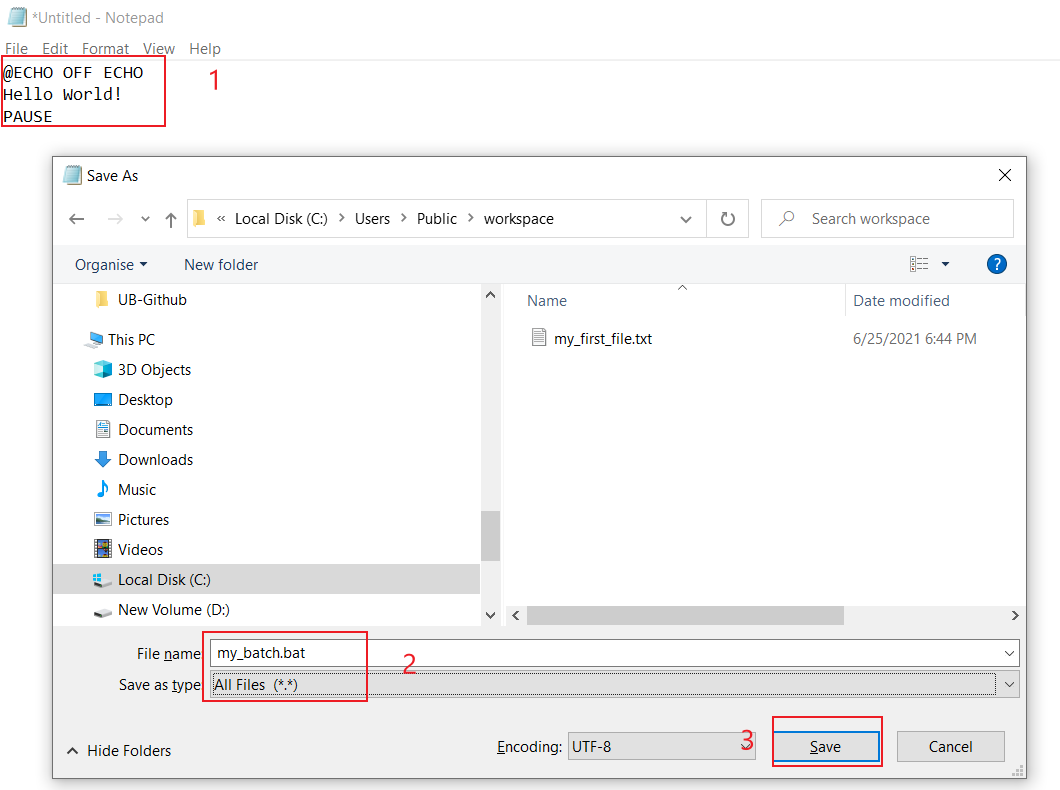 *Untitled - Notepad
File Edit Format View Help
@ECHO OFF ECHO
Hello World!
PAUSE
1
Save As
« Local Disk (C:) > Users > Public > workspace
Search workspace
Organise
New folder
?
UB-Github
This PC
3D Objects
Desktop
Documents
Downloads
Music
Pictures
Videos
Local Disk (C:)
New Volume (D:)
Name
Date modified
my_first_file.txt
6/25/2021 6:44 PM
File name:
my_batch.bat
2
Save as type:
All Files (*.*)
Hide Folders
Encoding:
UTF-8
3
Save
Cancel